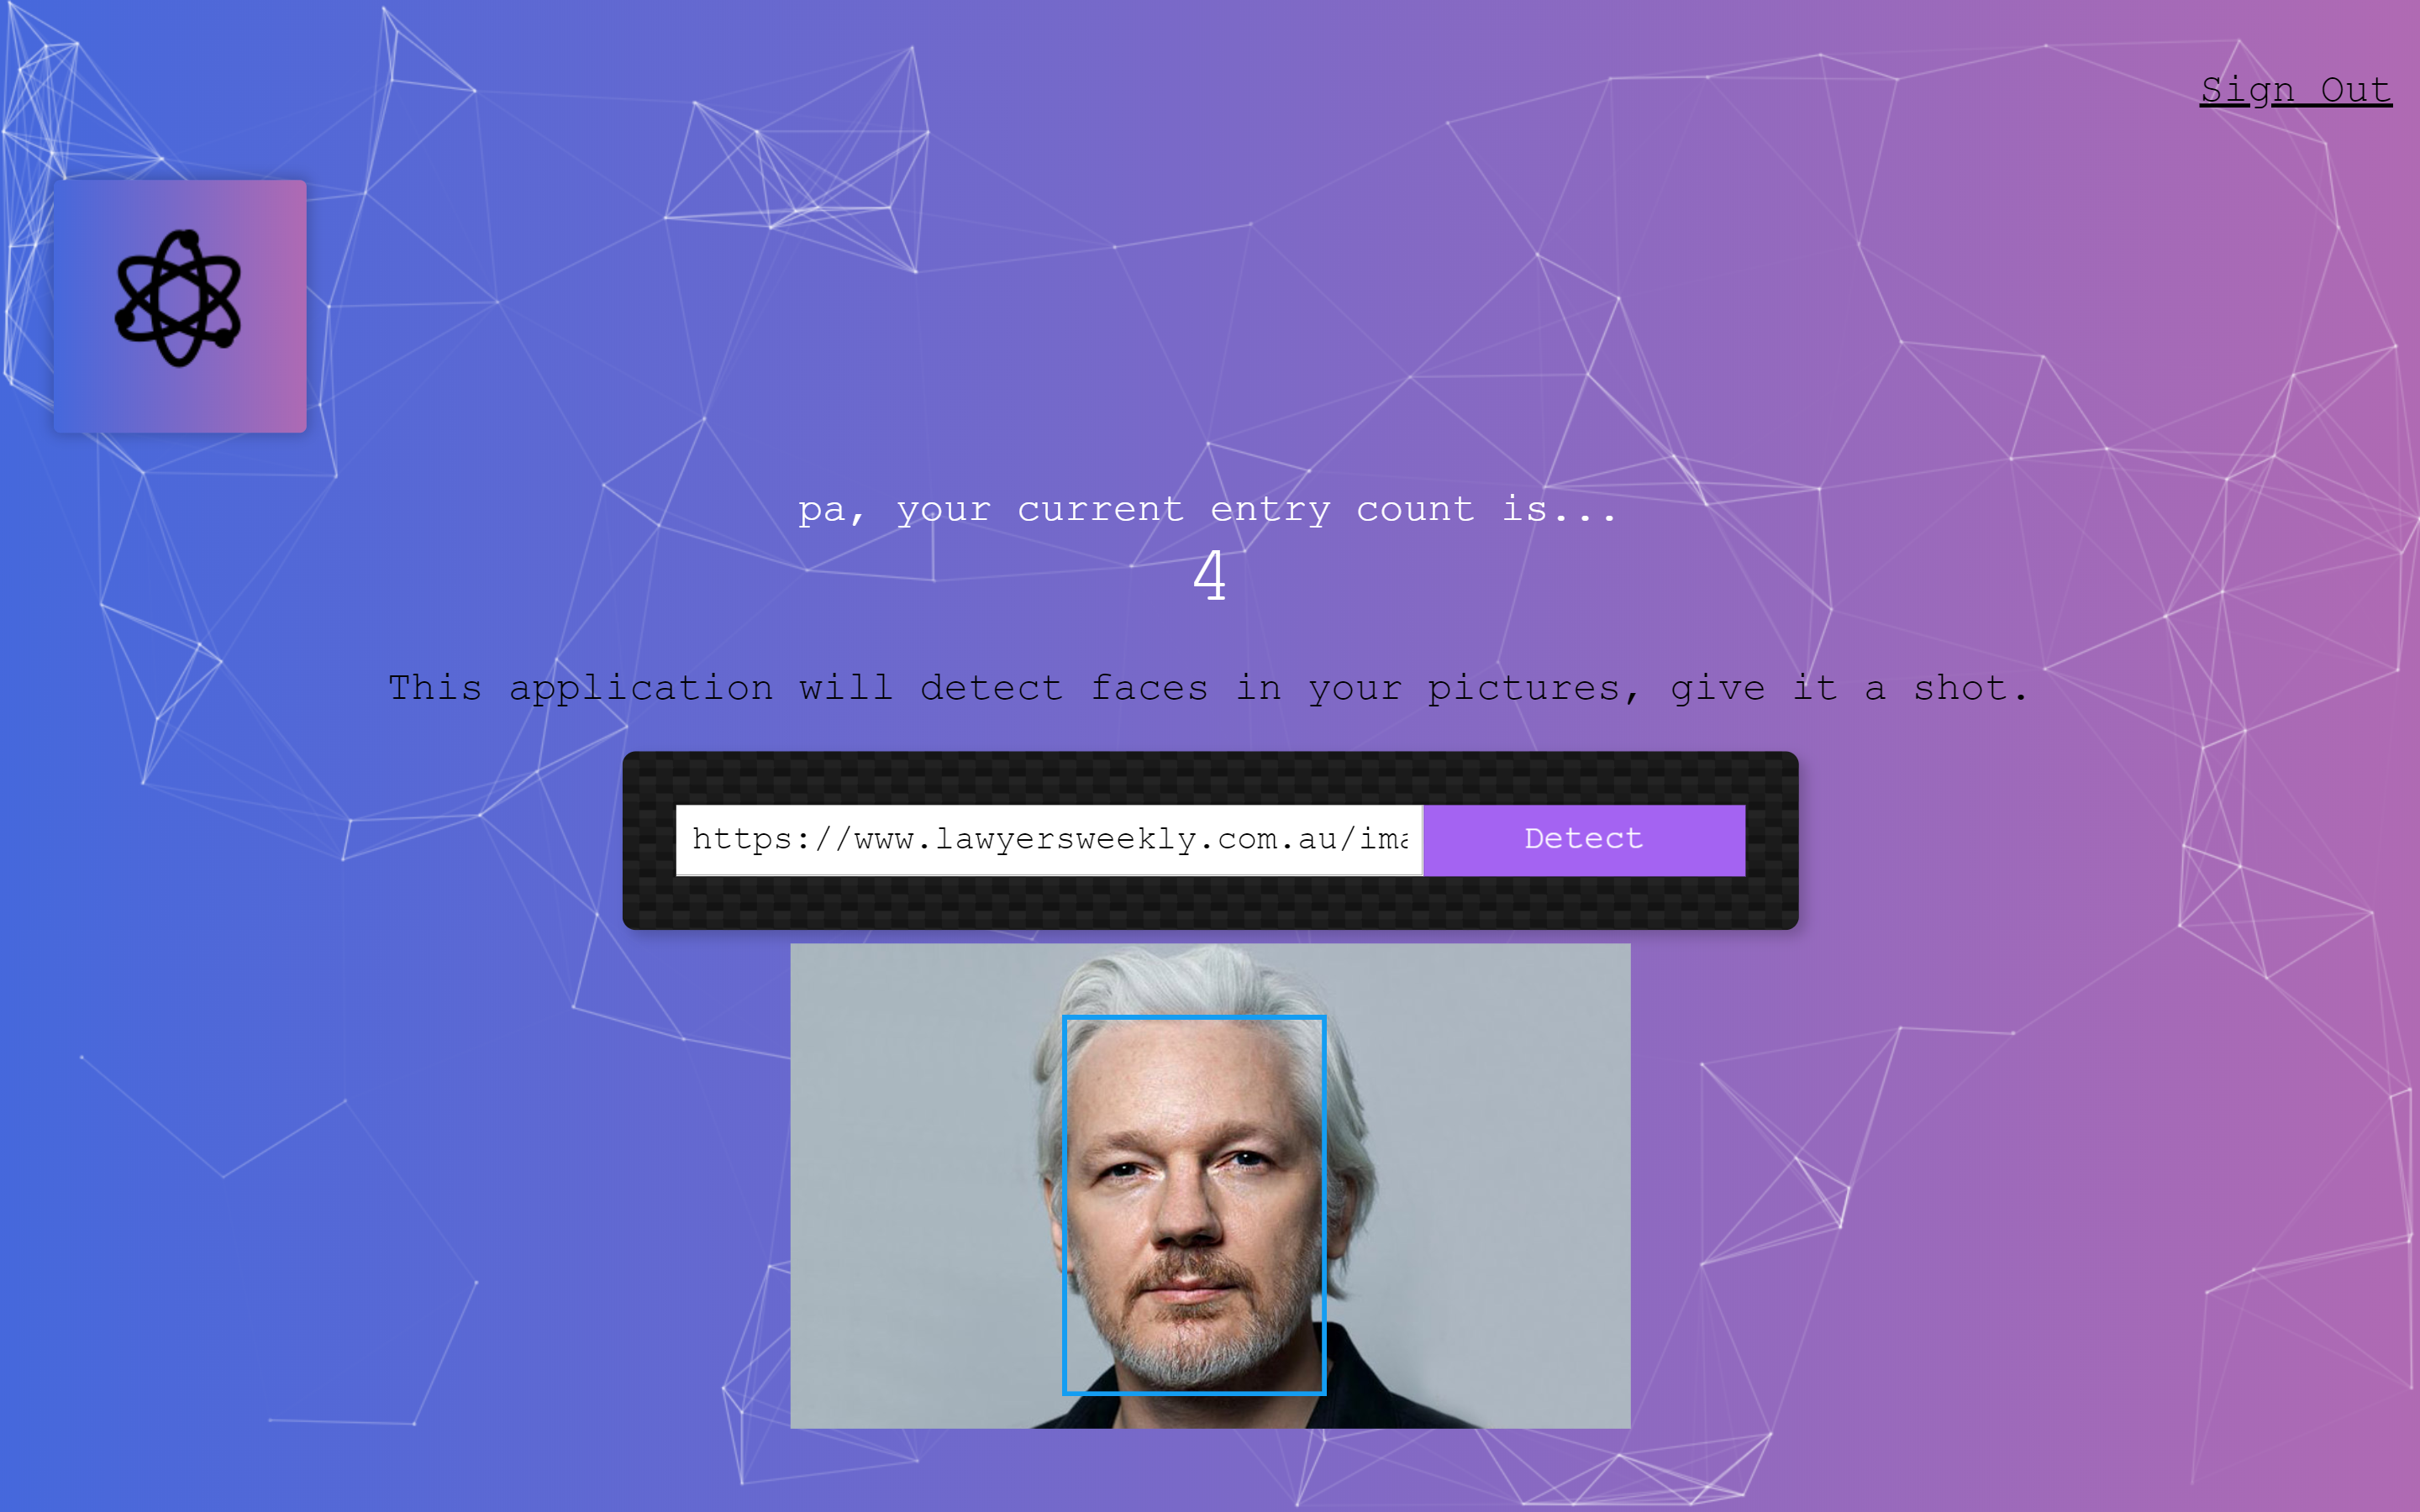 Sign Out
pa, your current entry count is...
4
This application will detect faces in your pictures, give it a shot.
https://www.lawyersweekly.com.au/ima
Detect